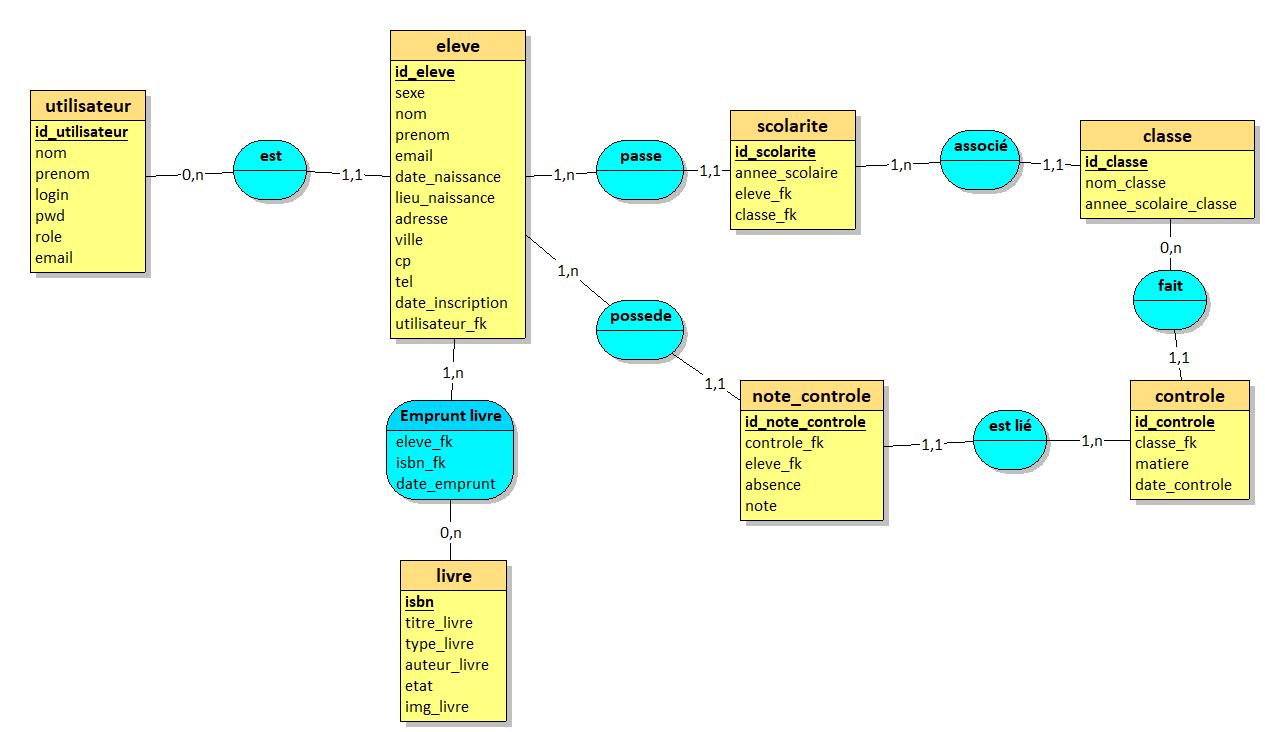 utilisateur
id_utilisateur
nom
prenom
login
pwd
role
email
0,n
est
1,1
eleve
id_eleve
sexe
nom
prenom
email
date_naissance
lieu_naissance
adresse
ville
cp
tel
date_inscription
utilisateur_fk
1,n
passe
1,1
scolarite
id_scolarite
annee_scolaire
eleve_fk
classe_fk
1,n
associé
1,1
classe
id_classe
nom_classe
annee_scolaire_classe
0,n
fait
1,1
controle
id_controle
classe_fk
matiere
date_controle
1,n
est lié
1,1
note_controle
id_note_controle
controle_fk
eleve_fk
absence
note
1,n
possede
1,1
1,n
Emprunt livre
eleve_fk
isbn_fk
date_emprunt
0,n
livre
isbn
titre_livre
type_livre
auteur_livre
etat
img_livre